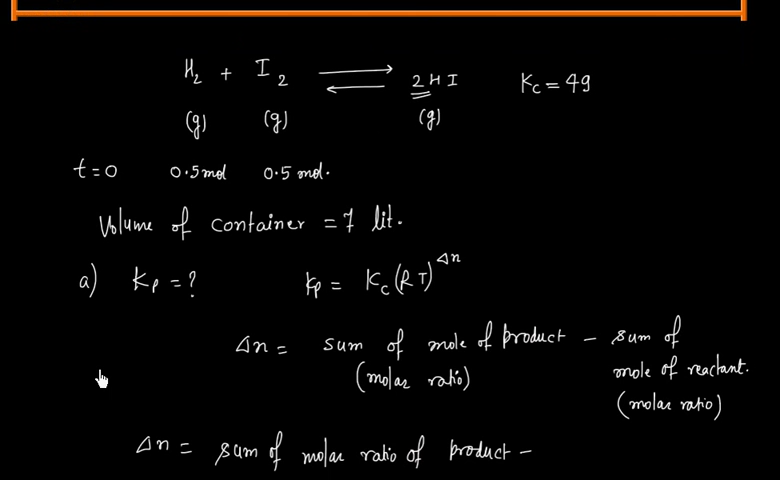 H₂ + I₂ ⇌ 2HI Kc = 49
(g) (g) (g)
t=0 0.5mol 0.5 mol.
Volume of container = 7 lit.
a) Kp = ? Kp = Kc(RT)^Δn
Δn = sum of mole of product – sum of
(molar ratio) mole of reactant.
(molar ratio)
Δn = sum of molar ratio of product –